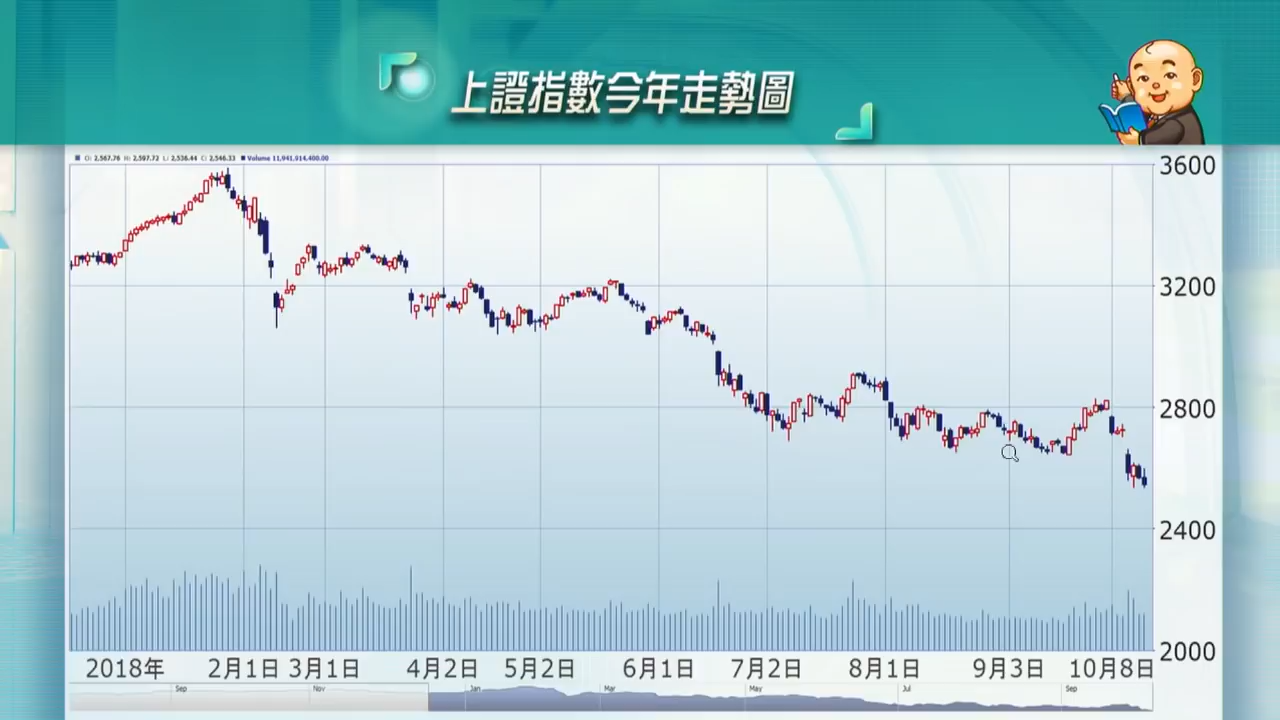 上證指數今年走勢圖
O: 2,567.78 H: 2,597.72 L: 2,536.44 C: 2,546.33 Volume 11,941,914,400.00
3600
3200
2800
2400
2000
2018年 2月1日 3月1日 4月2日 5月2日 6月1日 7月2日 8月1日 9月3日 10月8日
Sep Nov Jan Mar May Jul Sep